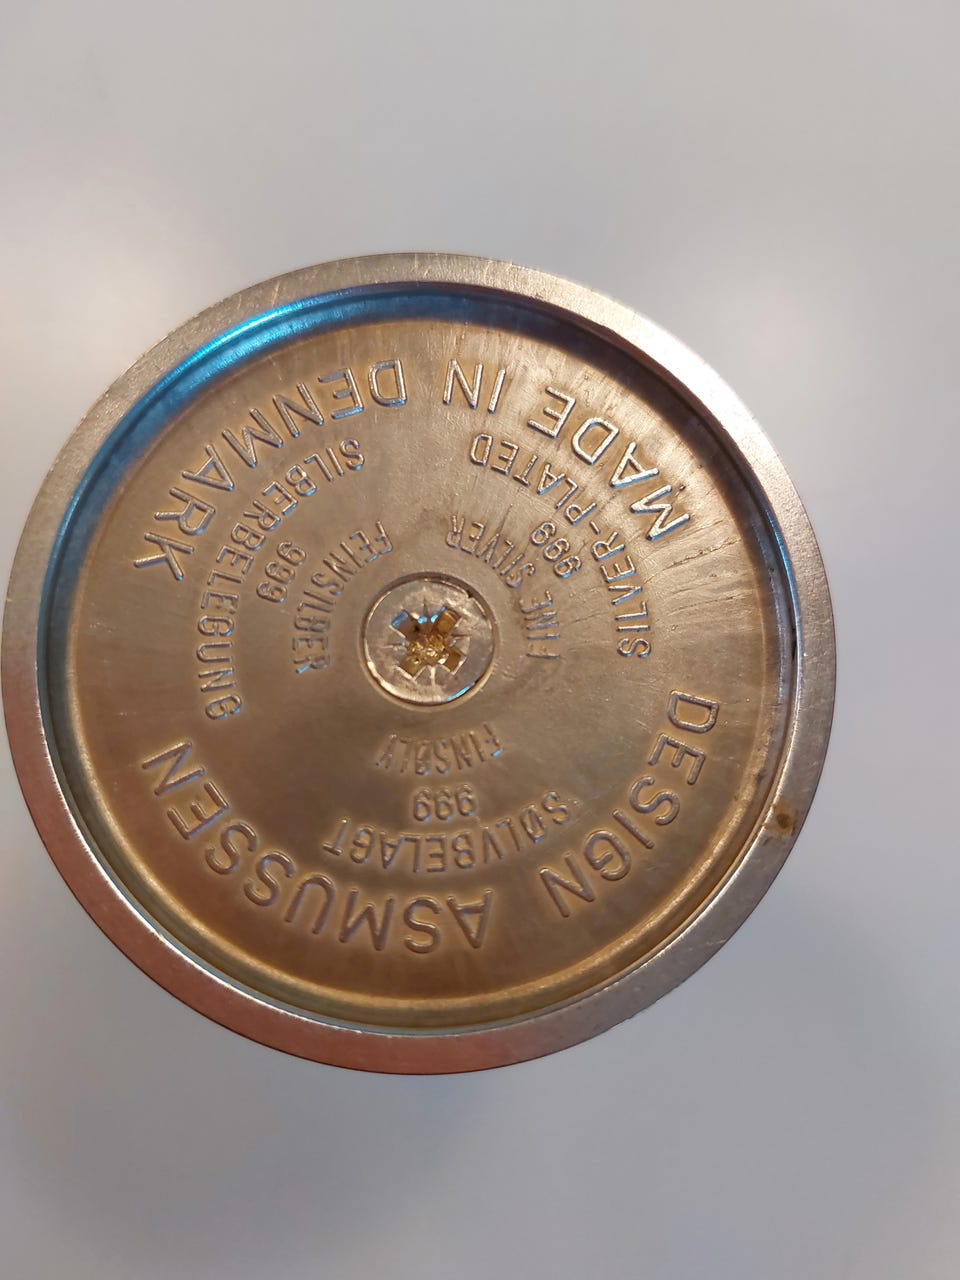 DESIGN ASMUSSEN
MADE IN DENMARK
SØLVBELAGT
999
FINSØLV
SILBERBELEGUNG
999
FEINSILBER
SILVER-PLATED
999
FINE SILVER